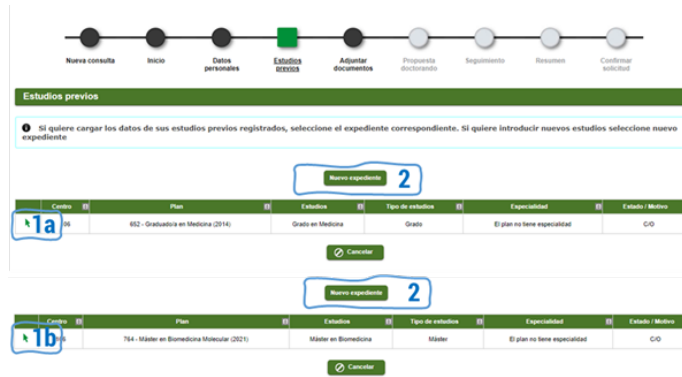 Nueva consulta Inicio Datos personales Estudios previos Adjuntar documentos Propuesta doctorando Seguimiento Resumen Confirmar solicitud
Estudios previos
Si quiere cargar los datos de sus estudios previos registrados, seleccione el expediente correspondiente. Si quiere introducir nuevos estudios seleccione nuevo
expediente
Nuevo expediente 2
Centro Plan Estudios Tipo de estudios Especialidad Estado / Motivo
1a 06 652 - Graduado/a en Medicina (2014) Grado en Medicina Grado El plan no tiene especialidad C/O
Cancelar
Nuevo expediente 2
Centro Plan Estudios Tipo de estudios Especialidad Estado / Motivo
1b 764 - Máster en Biomedicina Molecular (2021) Máster en Biomedicina Máster El plan no tiene especialidad C/O
Cancelar